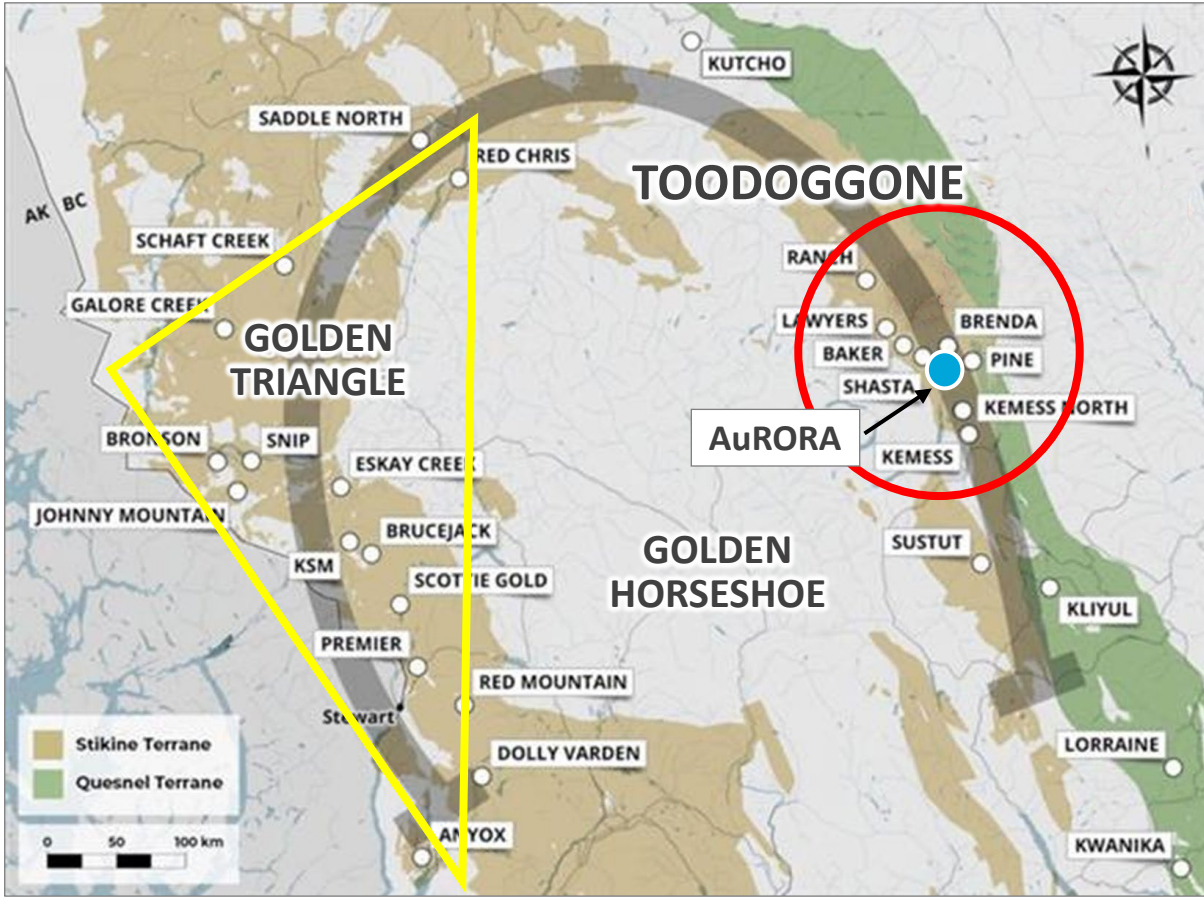 KUTCHO
SADDLE NORTH
RED CHRIS
TOODOGGONE
AK BC
SCHAFT CREEK
RANCH
GALORE CREEK
LAWYERS
BRENDA
GOLDEN
TRIANGLE
BAKER
PINE
SHASTA
KEMESS NORTH
AuRORA
BRONSON
SNIP
KEMESS
ESKAY CREEK
JOHNNY MOUNTAIN
BRUCEJACK
GOLDEN
HORSESHOE
SUSTUT
KSM
SCOTTIE GOLD
KLIYUL
PREMIER
RED MOUNTAIN
Stewart
Stikine Terrane
DOLLY VARDEN
LORRAINE
Quesnel Terrane
ANYOX
0 50 100 km
KWANIKA